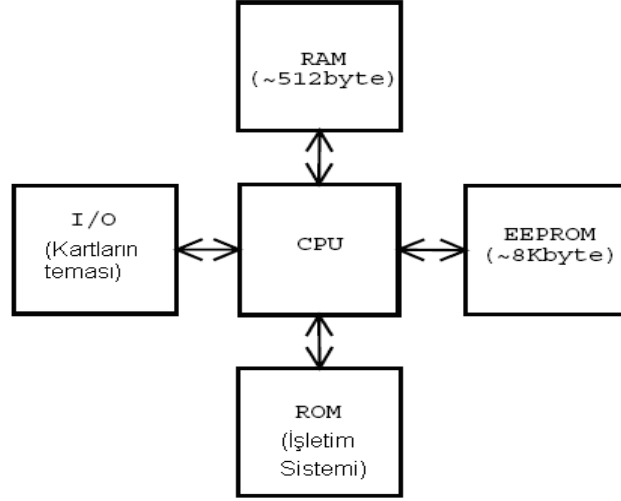 RAM
(~512byte)
I/O
(Kartların
teması)
CPU
EEPROM
(~8Kbyte)
ROM
(İşletim
Sistemi)